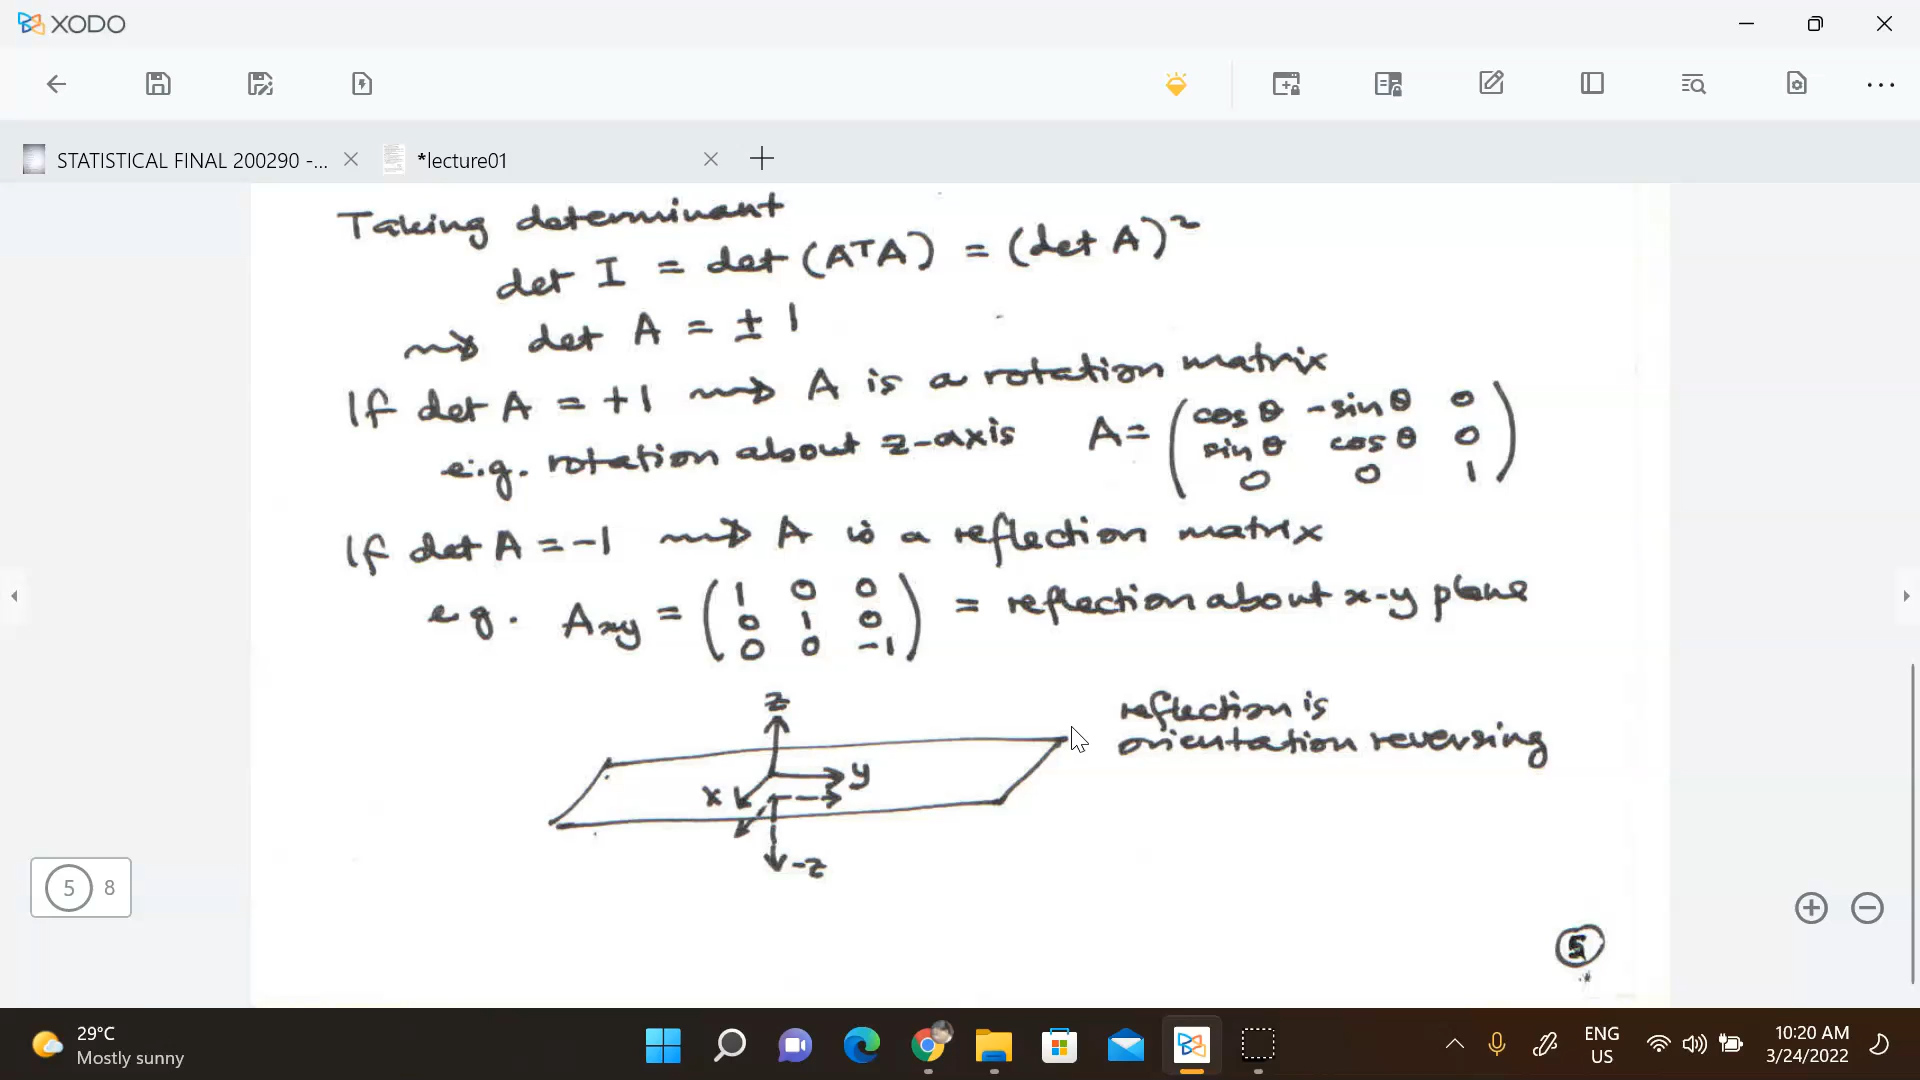 XODO
STATISTICAL FINAL 200290 -...
*lecture01
Taking determinant
det I = det (AᵀA) = (det A)²
⇝ det A = ± 1
If det A = +1 ⇝ A is a rotation matrix
e.g. rotation about z-axis A = ( cos θ -sin θ 0
sin θ cos θ 0
0 0 1 )
If det A = -1 ⇝ A is a reflection matrix
e.g. Axy = ( 1 0 0
0 1 0
0 0 -1 ) = reflection about x-y plane
z
reflection is
orientation reversing
x y
-z
5 8
5
29°C
Mostly sunny
ENG
US
10:20 AM
3/24/2022